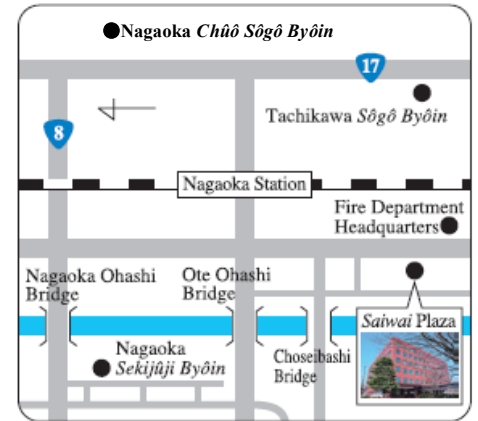 Nagaoka Chûô Sôgô Byôin
17
Tachikawa Sôgô Byôin
8
Nagaoka Station
Fire Department
Headquarters
Nagaoka Ohashi
Bridge
Ote Ohashi
Bridge
Saiwai Plaza
Nagaoka
Sekijûji Byôin
Choseibashi
Bridge